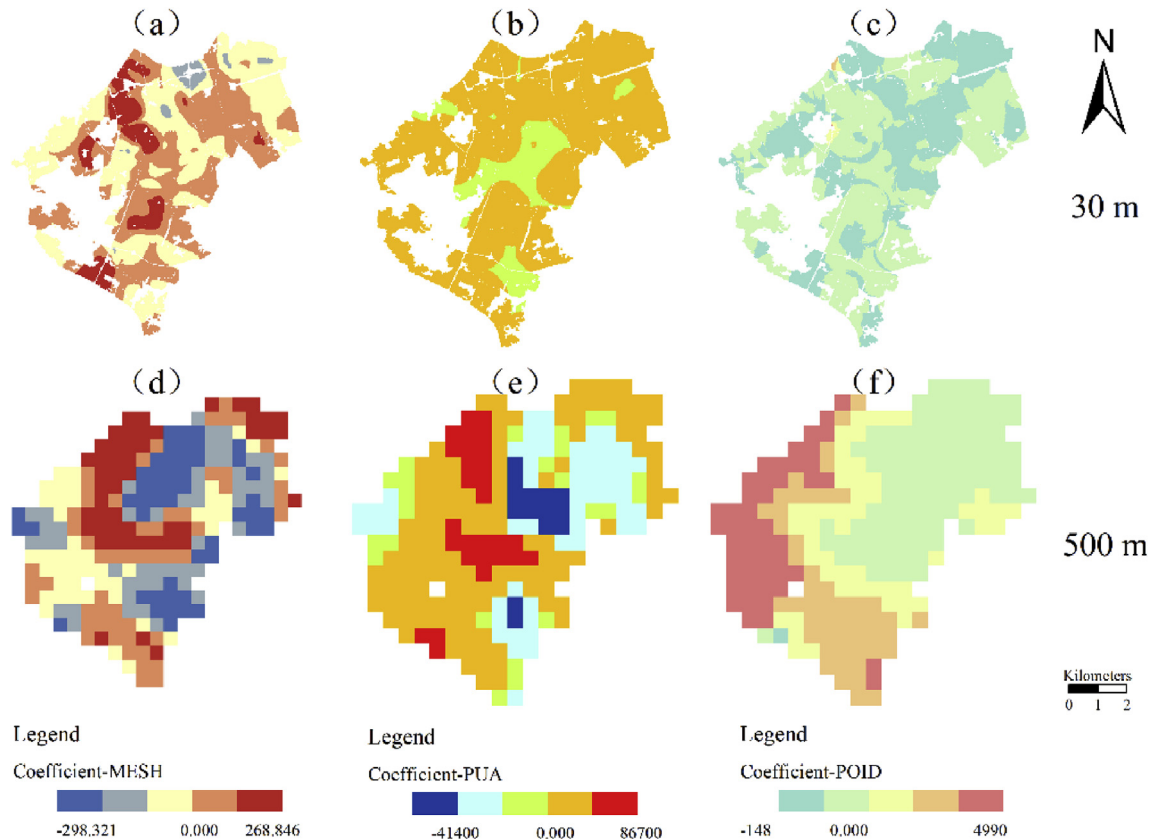 （a）
（b）
（c）
N
30 m
（d）
（e）
（f）
500 m
Kilometers
0 1 2
Legend
Coefficient-MESH
-298.321 0.000 268.846
Legend
Cocfficient-PUA
-41400 0.000 86700
Legend
Coefficient-POID
-148 0.000 4990